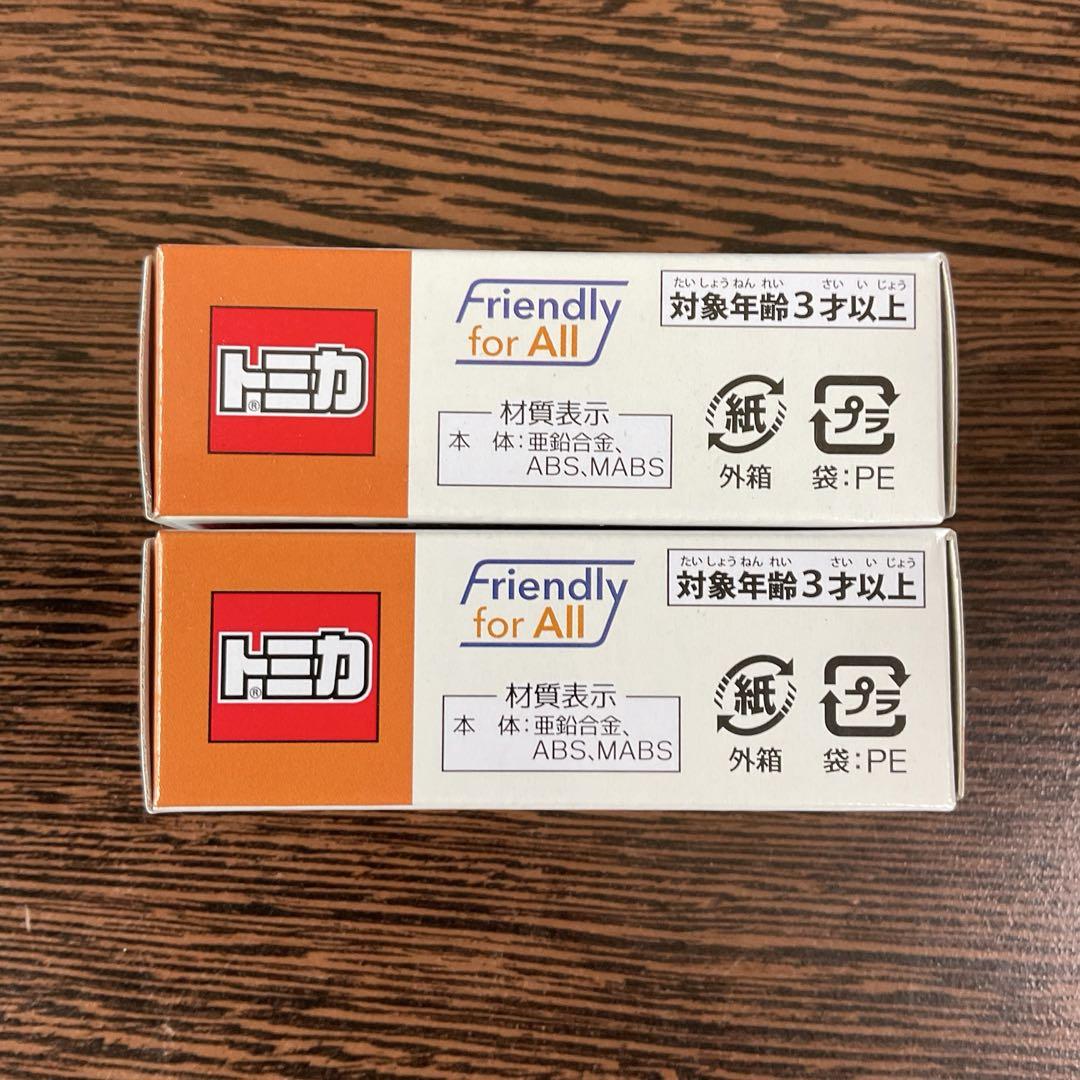 トミカ®
Friendly
for All
たいしょうねんれい さいいじょう
対象年齢3才以上
材質表示
本 体:亜鉛合金、
ABS、MABS
紙
外箱
プラ
袋:PE
トミカ®
Friendly
for All
たいしょうねんれい さいいじょう
対象年齢3才以上
材質表示
本 体:亜鉛合金、
ABS、MABS
紙
外箱
プラ
袋:PE